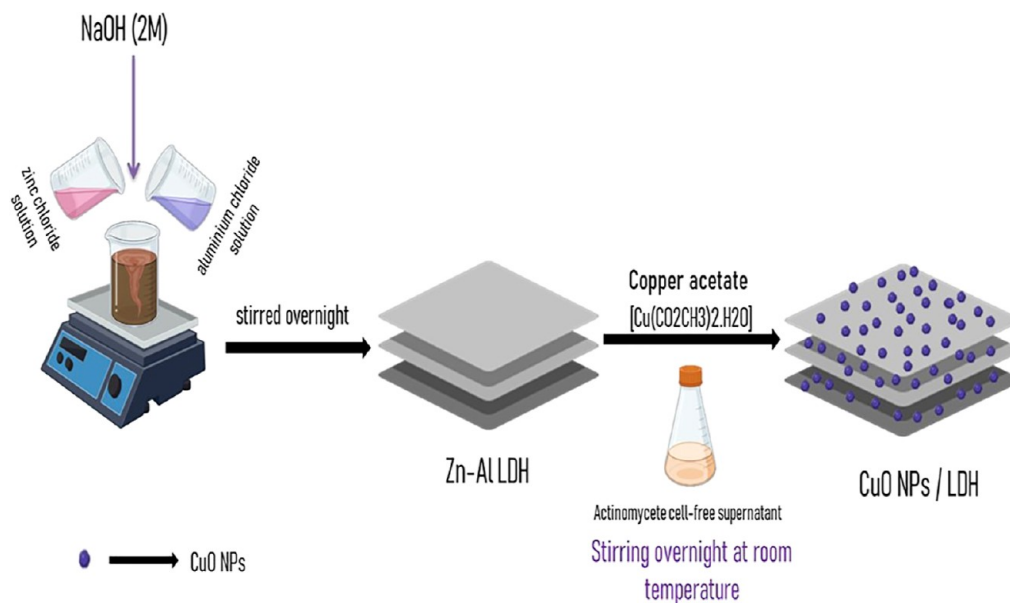 NaOH (2M)
zinc chloride
solution
aluminium chloride
solution
stirred overnight
Zn-Al LDH
Copper acetate
[Cu(CO2CH3)2.H2O]
Actinomycete cell-free supernatant
Stirring overnight at room
temperature
CuO NPs / LDH
CuO NPs